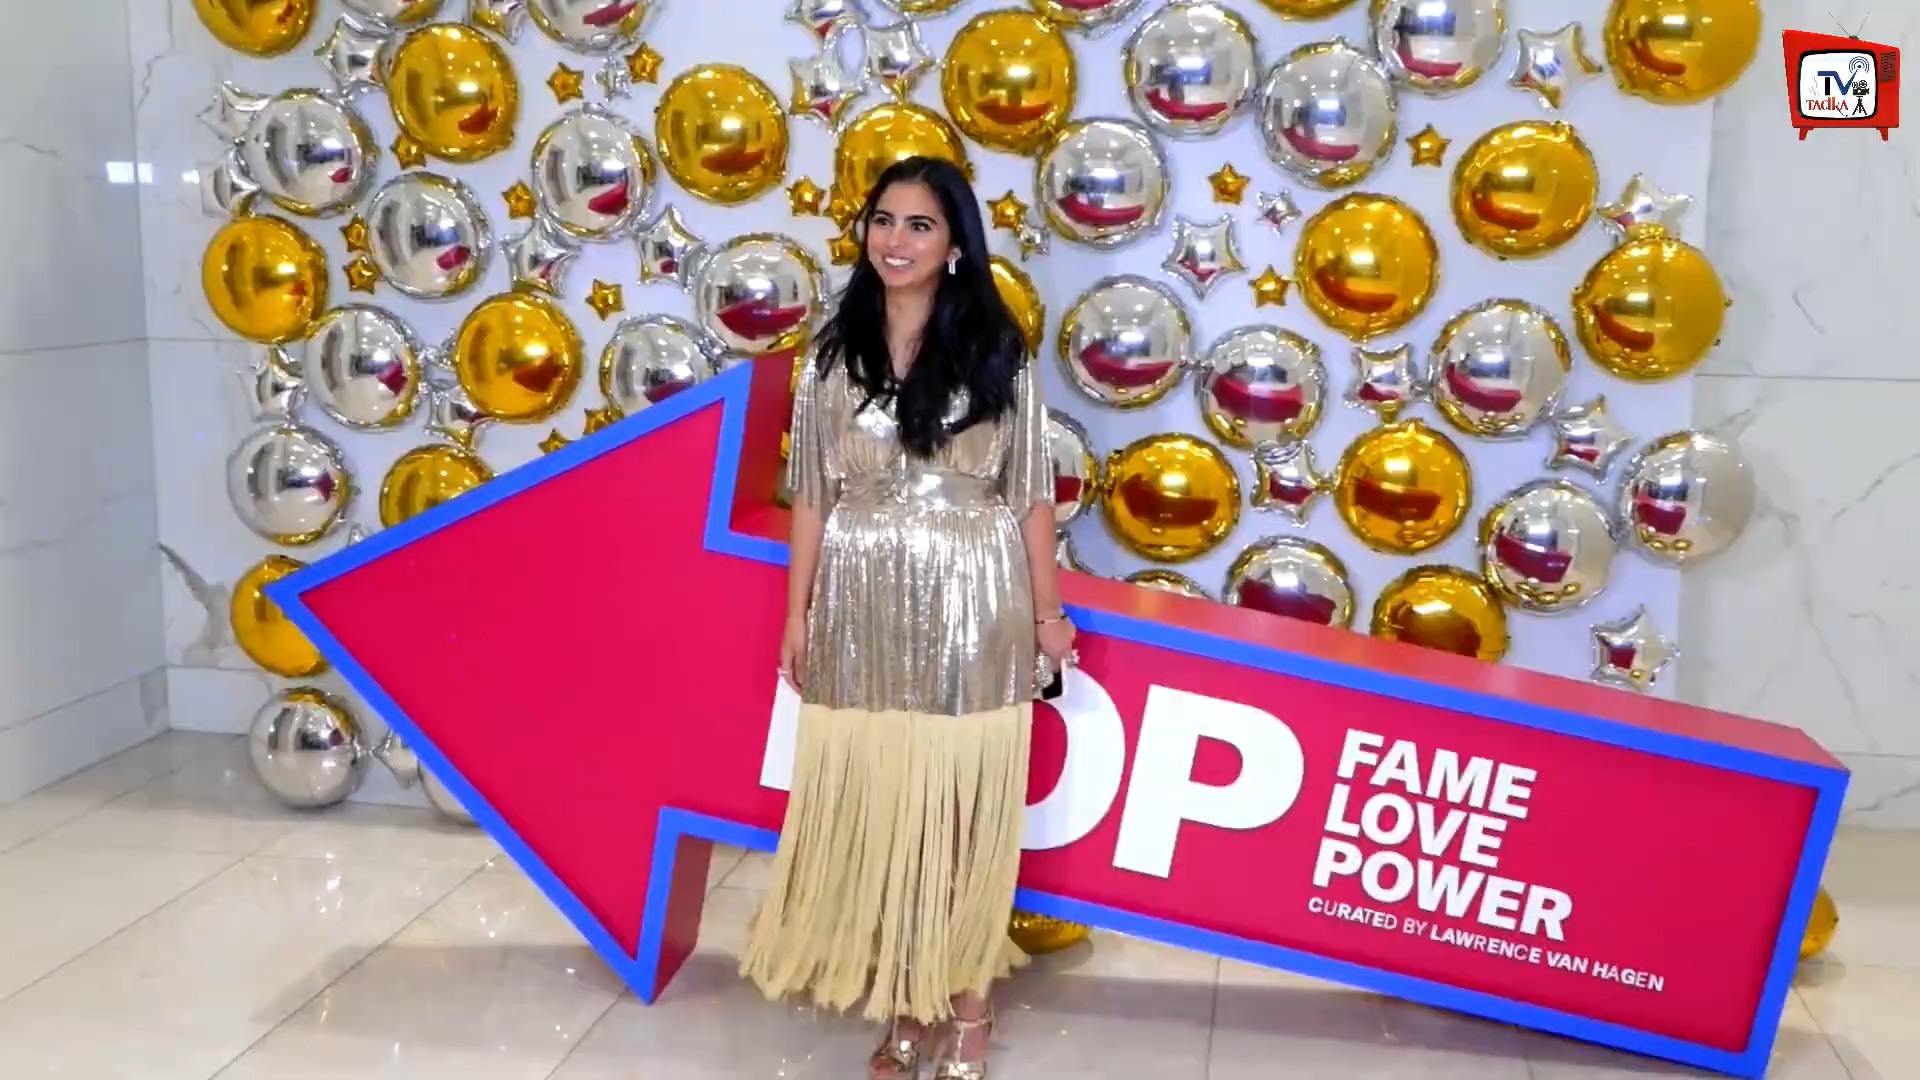 TV
TADKA
OP
FAME
LOVE
POWER
CURATED BY LAWRENCE VAN HAGEN